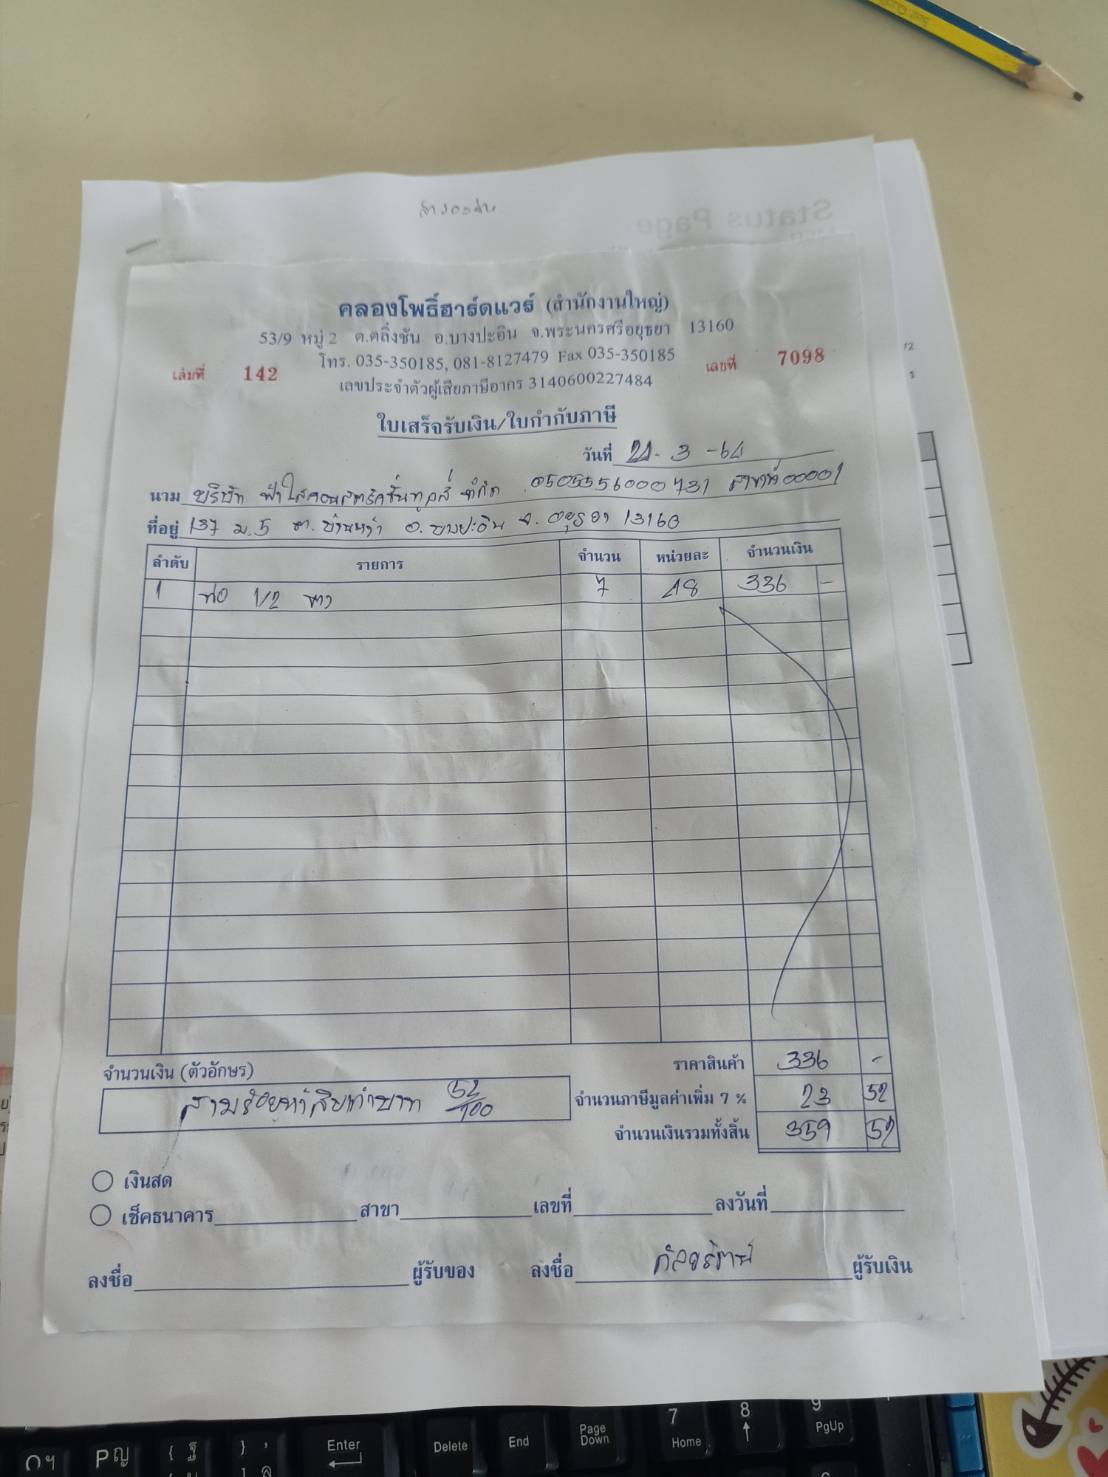 สำรองจ่าย
Status Page
คลองโพธิ์ฮาร์ดแวร์ (สำนักงานใหญ่)
53/9 หมู่ 2 ต.ตลิ่งชัน อ.บางปะอิน จ.พระนครศรีอยุธยา 13160
โทร. 035-350185, 081-8127479 Fax 035-350185
เล่มที่ 142 เลขที่ 7098
เลขประจำตัวผู้เสียภาษีอากร 3140600227484
ใบเสร็จรับเงิน/ใบกำกับภาษี
วันที่ 24-3-64
นาม บริษัท ฟ้าใสคอนสตรัคชั่นทูลส์ จำกัด 0505556000731 สาขาที่ 00001
ที่อยู่ 137 ม.5 ต. บ้านหว้า อ. บางปะอิน จ. อยุธยา 13160
ลำดับ รายการ จำนวน หน่วยละ จำนวนเงิน
1 ท่อ 1/2 ขาว 7 48 336 -
จำนวนเงิน (ตัวอักษร) ราคาสินค้า 336 -
สามร้อยห้าสิบเก้าบาท 52/100 จำนวนภาษีมูลค่าเพิ่ม 7 % 23 52
จำนวนเงินรวมทั้งสิ้น 359 52
เงินสด
เช็คธนาคาร สาขา เลขที่ ลงวันที่
ลงชื่อ ผู้รับของ ลงชื่อ ผู้รับเงิน
7 8 9
P ญ Enter Delete End Page Down Home PgUp